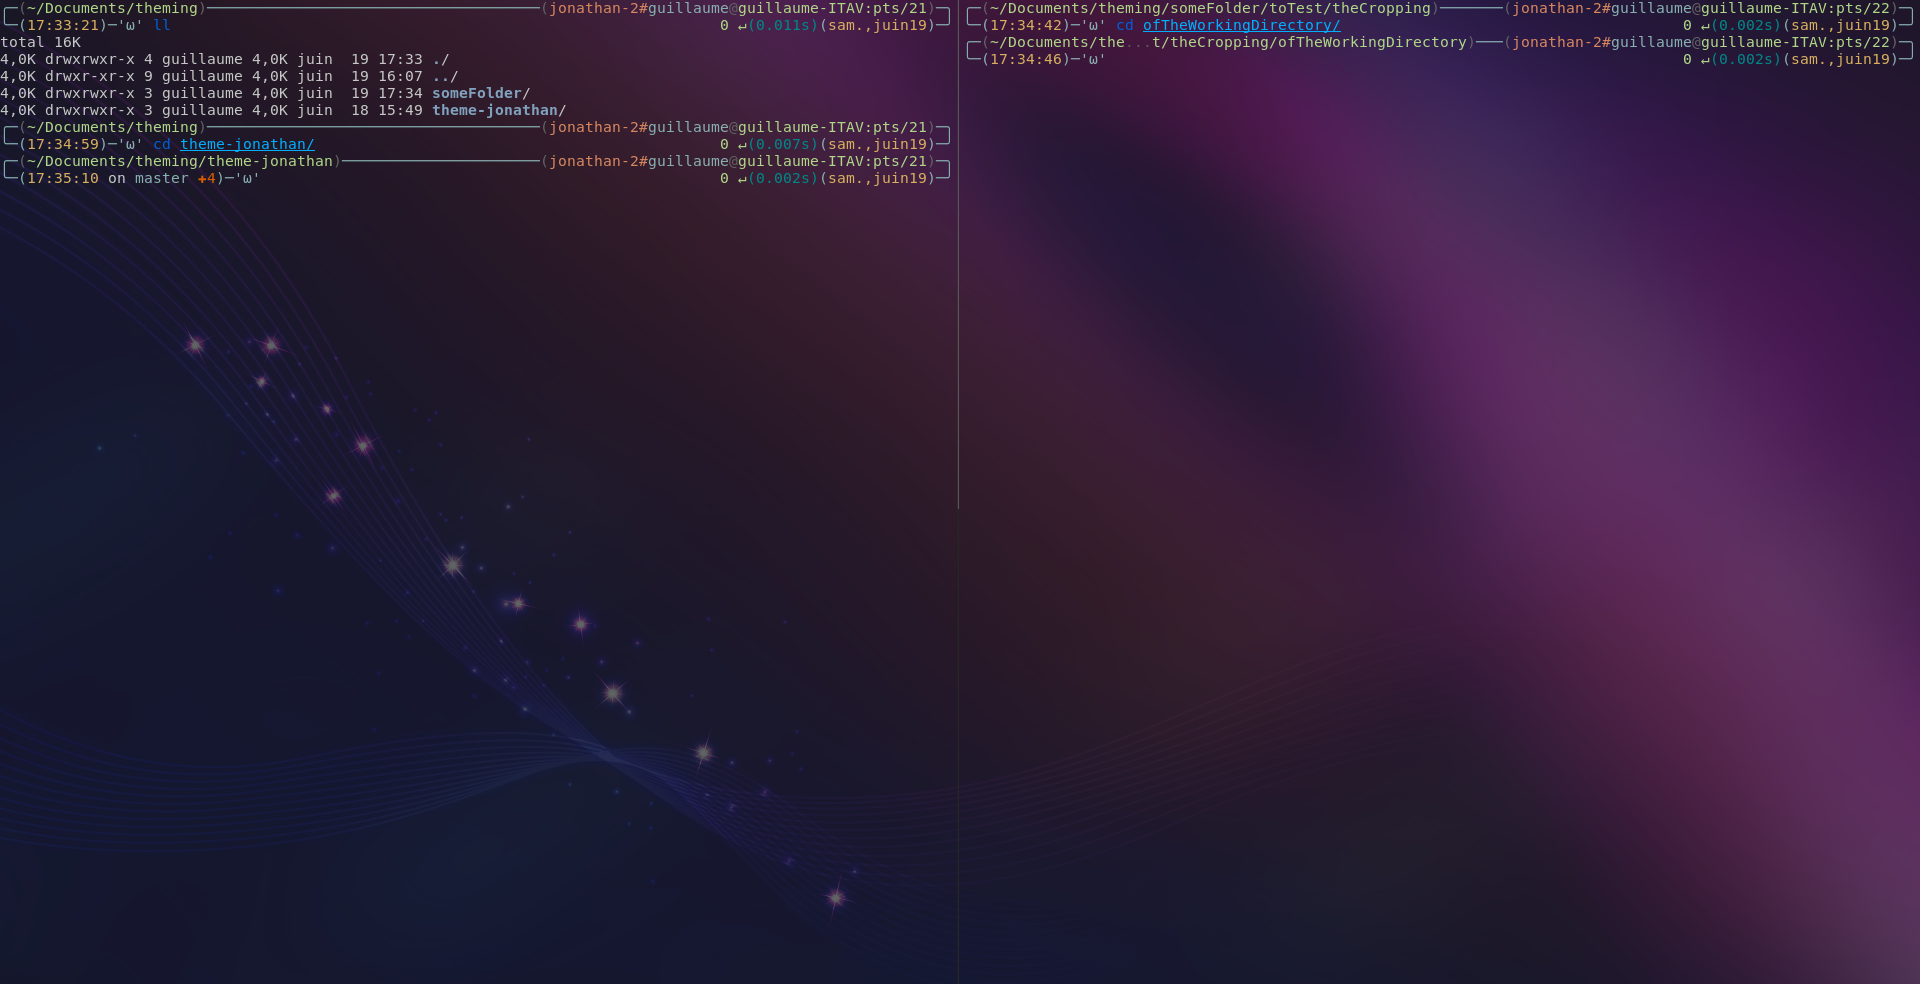 ╭─(~/Documents/theming)─────────────────────────────────────(jonathan-2#guillaume@guillaume-ITAV:pts/21)─╮
╰─(17:33:21)─'ω' ll 0 ↵(0.011s)(sam.,juin19)─╯
total 16K
4,0K drwxrwxr-x 4 guillaume 4,0K juin  19 17:33 ./
4,0K drwxr-xr-x 9 guillaume 4,0K juin  19 16:07 ../
4,0K drwxrwxr-x 3 guillaume 4,0K juin  19 17:34 someFolder/
4,0K drwxrwxr-x 3 guillaume 4,0K juin  18 15:49 theme-jonathan/
╭─(~/Documents/theming)─────────────────────────────────────(jonathan-2#guillaume@guillaume-ITAV:pts/21)─╮
╰─(17:34:59)─'ω' cd theme-jonathan/ 0 ↵(0.007s)(sam.,juin19)─╯
╭─(~/Documents/theming/theme-jonathan)──────────────────────(jonathan-2#guillaume@guillaume-ITAV:pts/21)─╮
╰─(17:35:10 on master ✚4)─'ω' 0 ↵(0.002s)(sam.,juin19)─╯
╭─(~/Documents/theming/someFolder/toTest/theCropping)───────(jonathan-2#guillaume@guillaume-ITAV:pts/22)─╮
╰─(17:34:42)─'ω' cd ofTheWorkingDirectory/ 0 ↵(0.002s)(sam.,juin19)─╯
╭─(~/Documents/the...t/theCropping/ofTheWorkingDirectory)───(jonathan-2#guillaume@guillaume-ITAV:pts/22)─╮
╰─(17:34:46)─'ω' 0 ↵(0.002s)(sam.,juin19)─╯